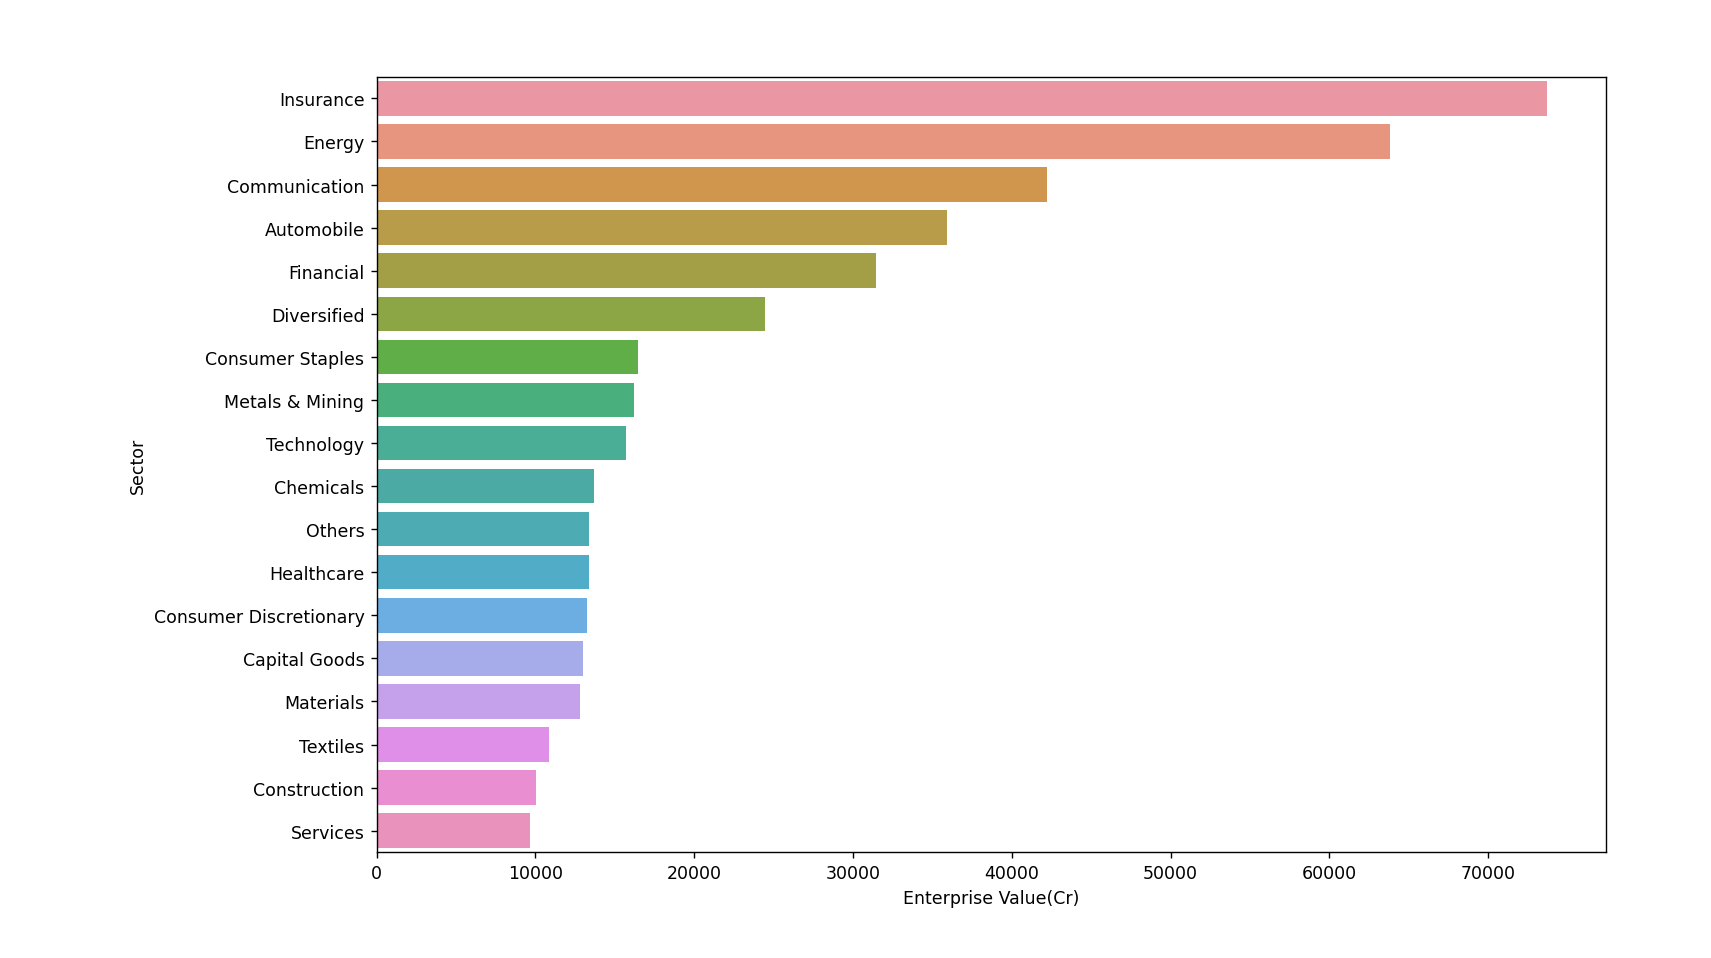 Insurance
Energy
Communication
Automobile
Financial
Diversified
Consumer Staples
Metals & Mining
Technology
Chemicals
Others
Healthcare
Consumer Discretionary
Capital Goods
Materials
Textiles
Construction
Services
Sector
0 10000 20000 30000 40000 50000 60000 70000
Enterprise Value(Cr)